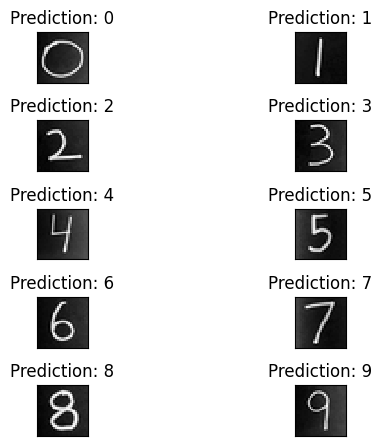 Prediction: 0
Prediction: 1
0
1
Prediction: 2
Prediction: 3
2
3
Prediction: 4
Prediction: 5
4
5
Prediction: 6
Prediction: 7
6
7
Prediction: 8
Prediction: 9
8
9